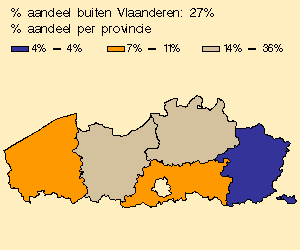 % aandeel buiten Vlaanderen: 27%
% aandeel per provincie
4% – 4% 7% – 11% 14% – 36%